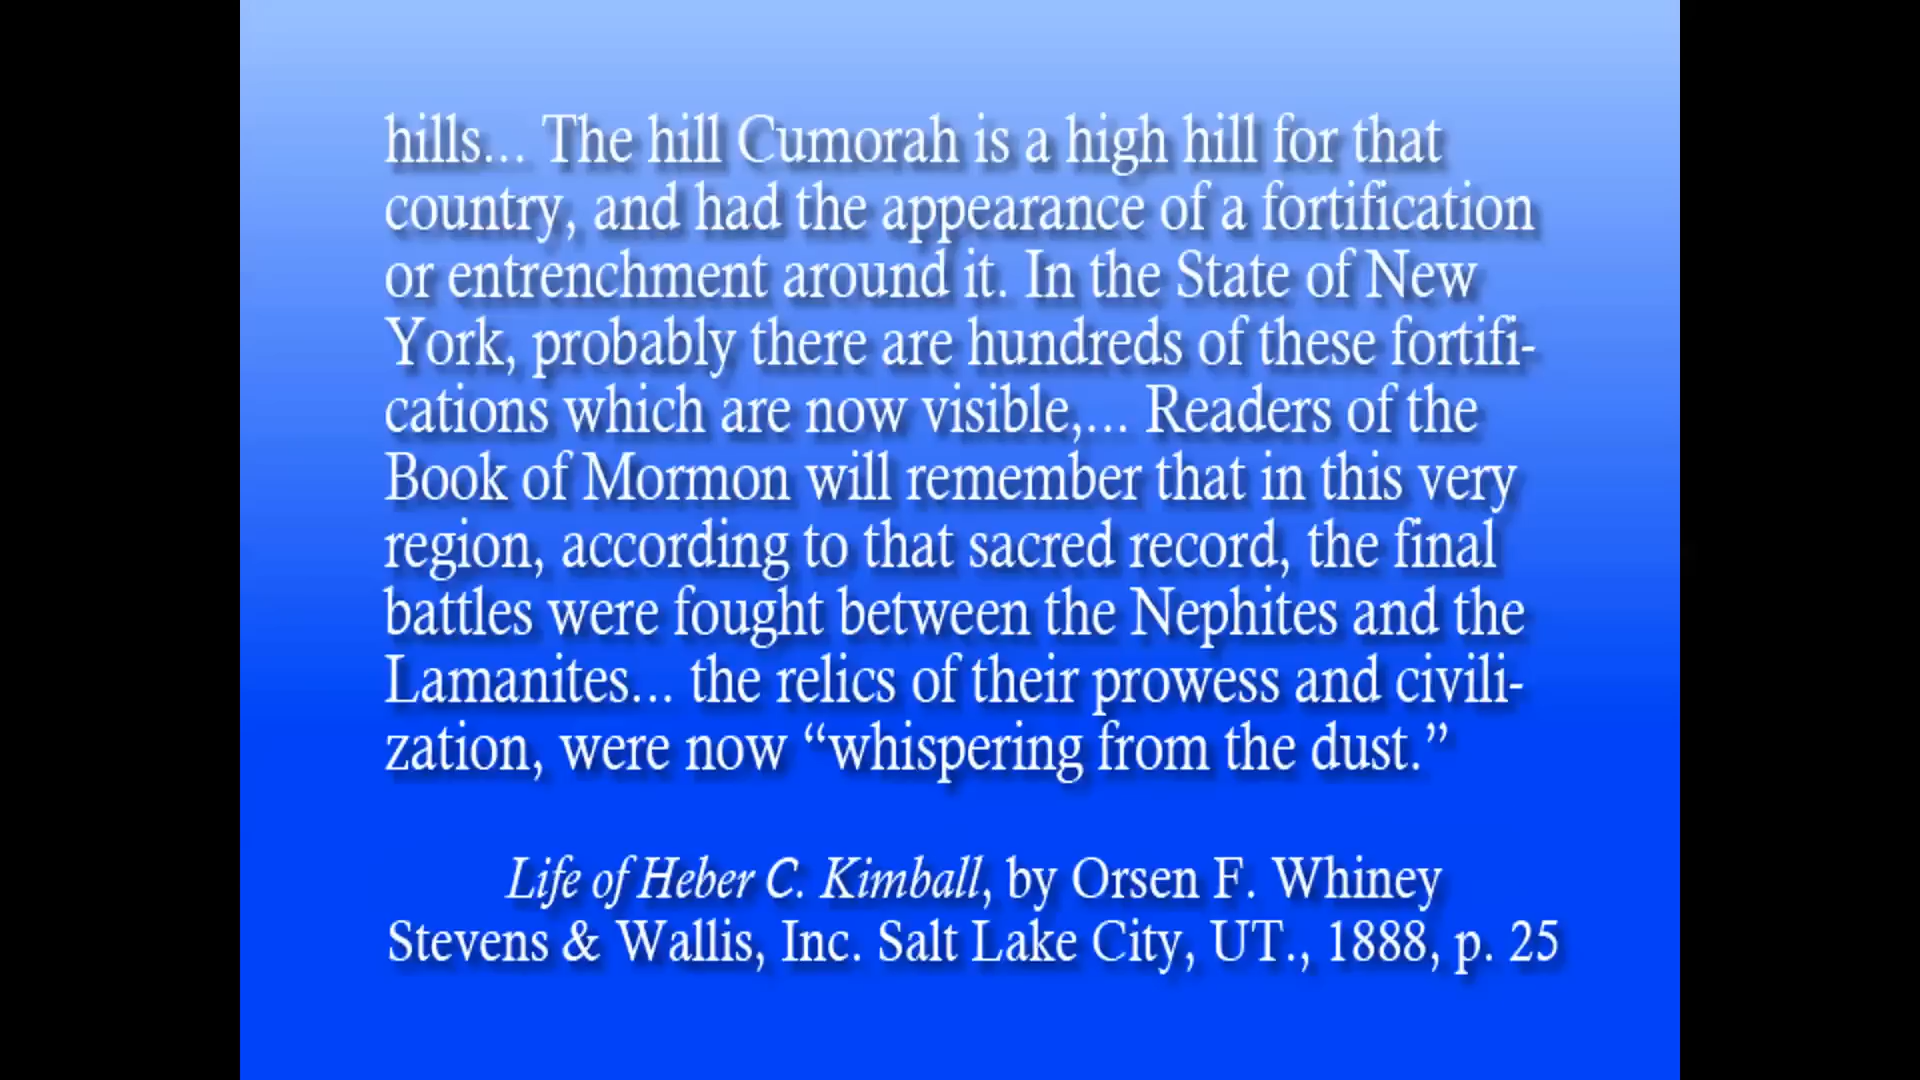 hills... The hill Cumorah is a high hill for that
country, and had the appearance of a fortification
or entrenchment around it. In the State of New
York, probably there are hundreds of these fortifi-
cations which are now visible,... Readers of the
Book of Mormon will remember that in this very
region, according to that sacred record, the final
battles were fought between the Nephites and the
Lamanites... the relics of their prowess and civili-
zation, were now “whispering from the dust.”
Life of Heber C. Kimball, by Orsen F. Whiney
Stevens & Wallis, Inc. Salt Lake City, UT., 1888, p. 25